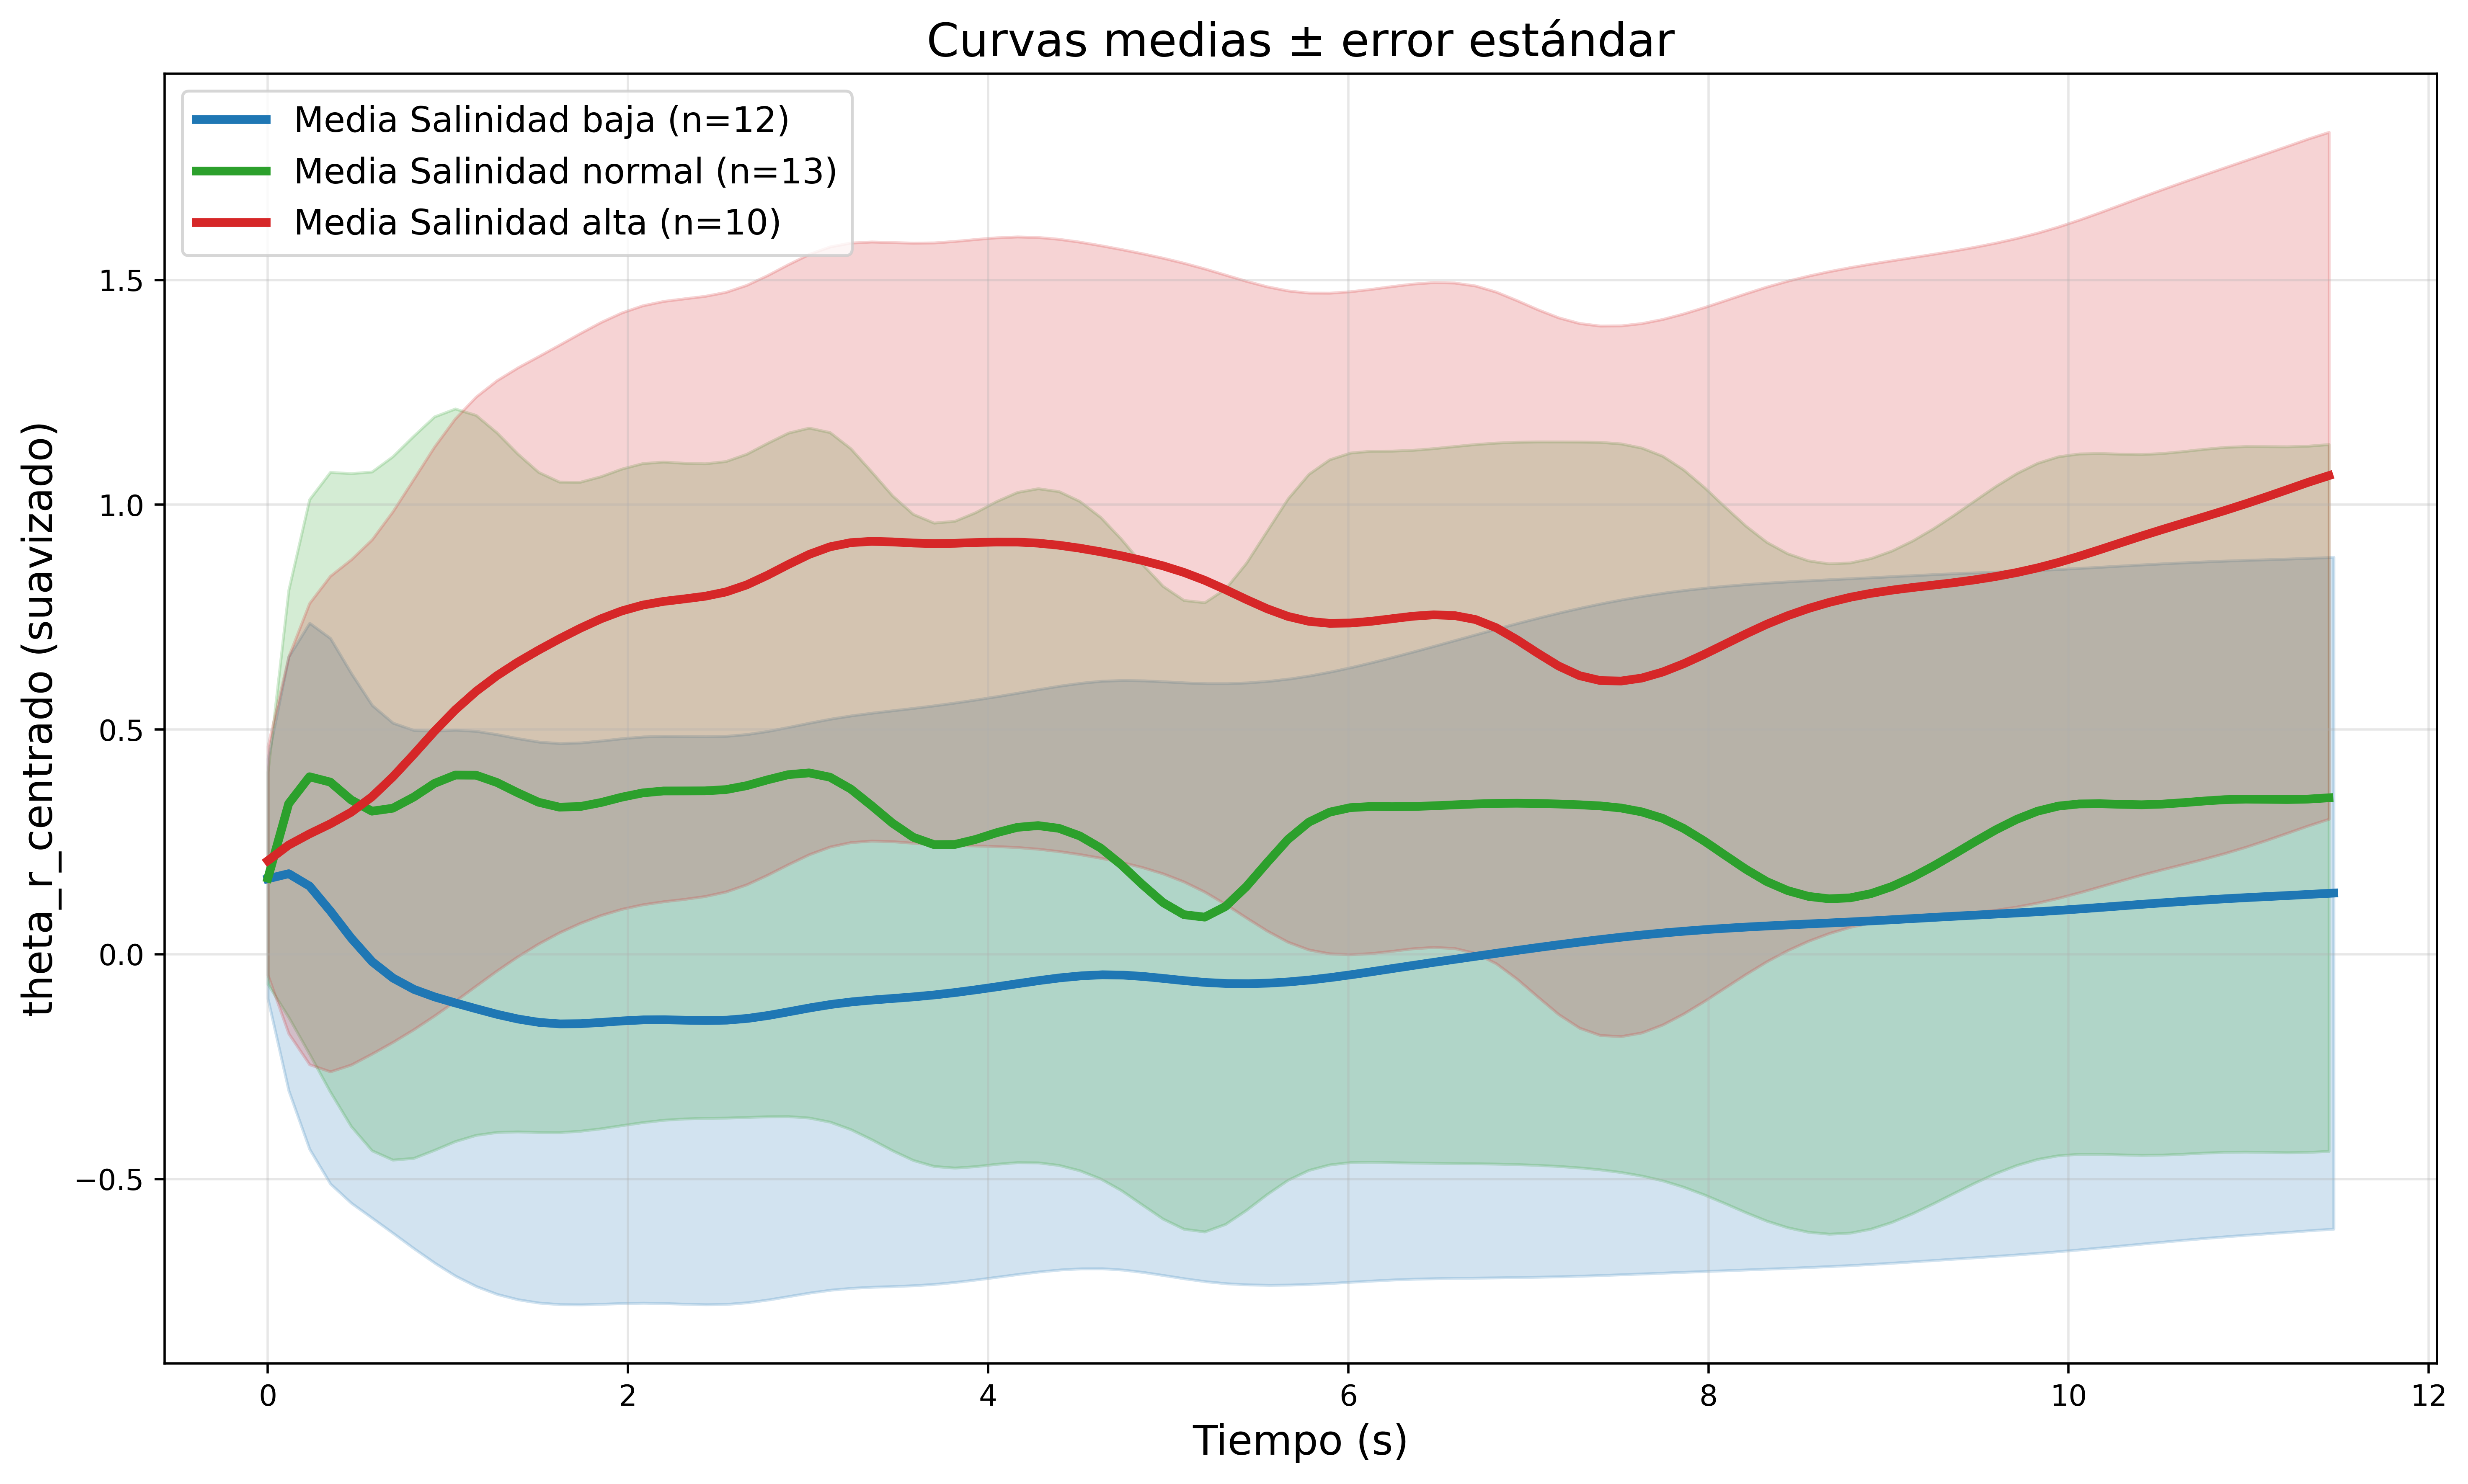 Curvas medias ± error estándar
Media Salinidad baja (n=12)
Media Salinidad normal (n=13)
Media Salinidad alta (n=10)
theta_r_centrado (suavizado)
1.5
1.0
0.5
0.0
−0.5
0 2 4 6 8 10 12
Tiempo (s)